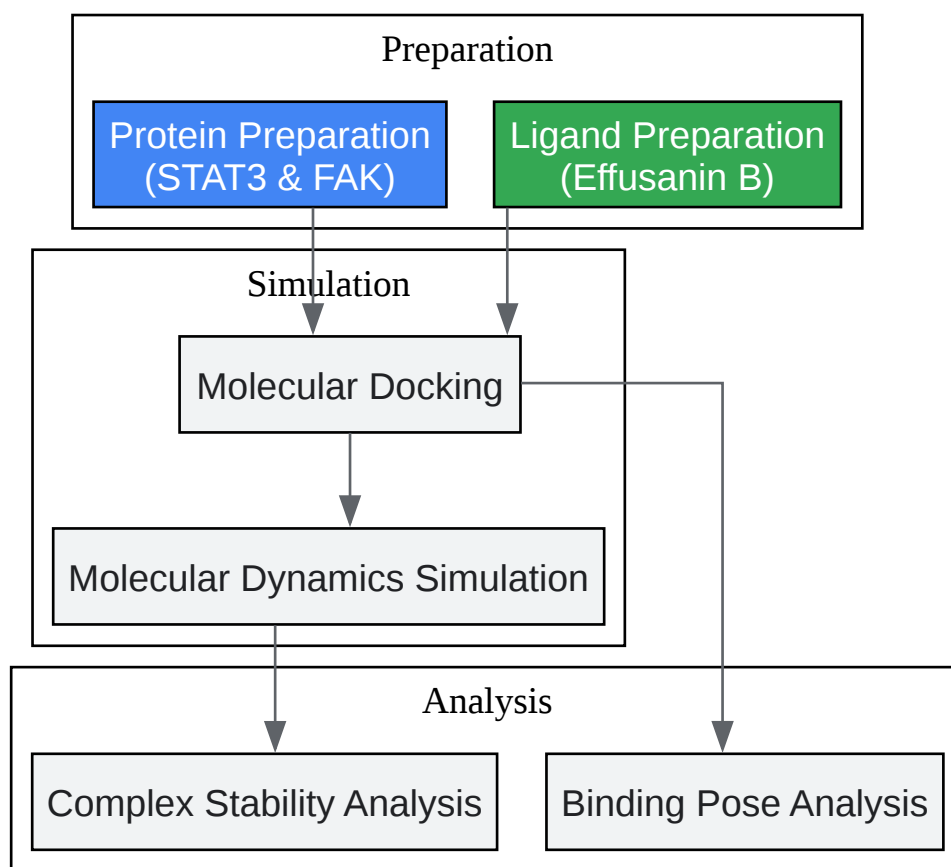 Preparation
Protein Preparation
(STAT3 & FAK)
Ligand Preparation
(Effusanin B)
Simulation
Molecular Docking
Molecular Dynamics Simulation
Analysis
Complex Stability Analysis
Binding Pose Analysis